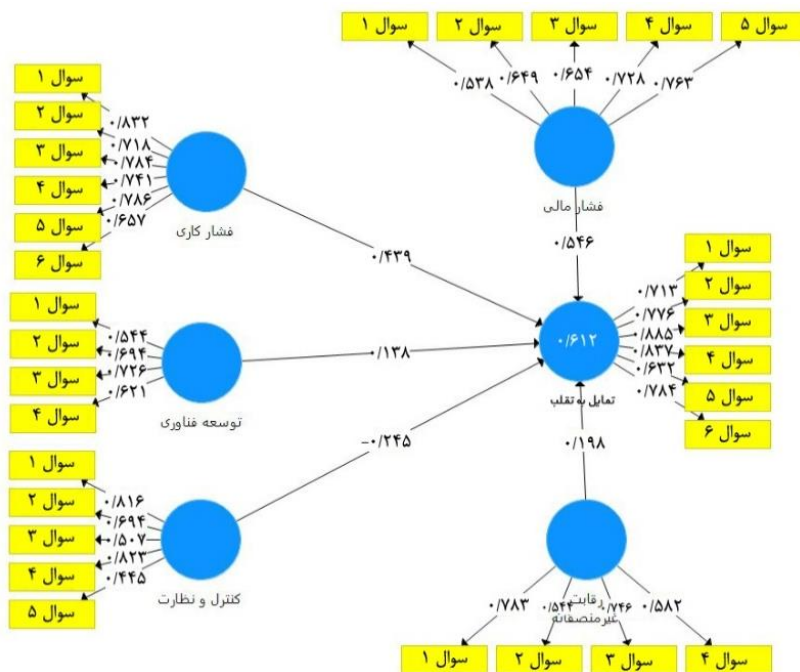 سوال ۱
سوال ۲
سوال ۳
سوال ۴
سوال ۵
۰/۵۳۸
۰/۶۴۹
۰/۶۵۴
۰/۷۲۸
۰/۷۶۳
فشار مالی
۰/۵۴۶
سوال ۱
سوال ۲
سوال ۳
سوال ۴
سوال ۵
سوال ۶
۰/۸۳۲
۰/۷۱۸
۰/۷۸۴
۰/۷۴۱
۰/۷۸۶
۰/۶۵۷
فشار کاری
۰/۴۳۹
سوال ۱
سوال ۲
سوال ۳
سوال ۴
۰/۵۴۴
۰/۶۹۴
۰/۷۲۶
۰/۶۲۱
توسعه فناوری
۰/۱۳۸
سوال ۱
سوال ۲
سوال ۳
سوال ۴
سوال ۵
۰/۸۱۶
۰/۶۹۴
۰/۵۰۷
۰/۸۲۳
۰/۴۴۵
کنترل و نظارت
-۰/۲۴۵
۰/۶۱۲
تمایل به تقلب
۰/۷۱۳
۰/۷۷۶
۰/۸۸۵
۰/۸۳۷
۰/۶۳۲
۰/۷۸۴
سوال ۱
سوال ۲
سوال ۳
سوال ۴
سوال ۵
سوال ۶
۰/۱۹۸
رقابت
غیرمنصفانه
۰/۷۸۳
۰/۵۴۴
۰/۷۴۶
۰/۵۸۲
سوال ۱
سوال ۲
سوال ۳
سوال ۴